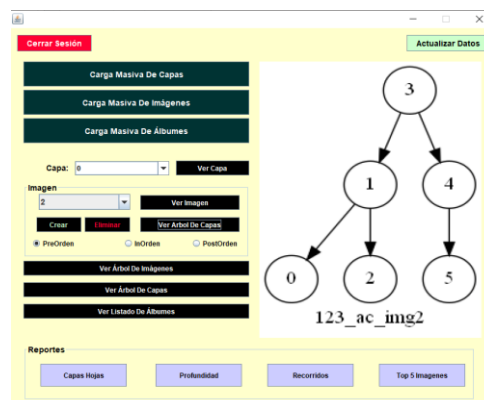 Cerrar Sesión
Actualizar Datos
Carga Masiva De Capas
Carga Masiva De Imágenes
Carga Masiva De Álbumes
Capa: 0 Ver Capa
Imagen
2 Ver Imagen
Crear Eliminar Ver Arbol De Capas
PreOrden InOrden PostOrden
Ver Árbol De Imágenes
Ver Árbol De Capas
Ver Listado De Álbumes
3
1 4
0 2 5
123_ac_img2
Reportes
Capas Hojas Profundidad Recorridos Top 5 Imagenes